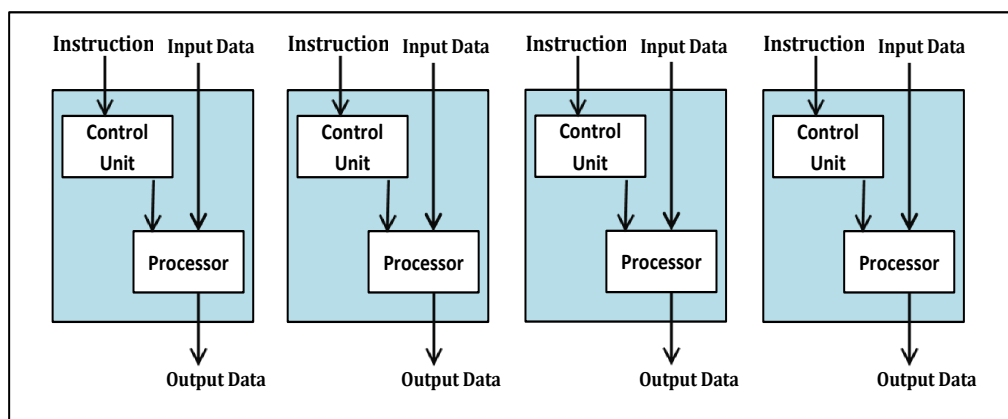 Instruction Input Data Instruction Input Data Instruction Input Data Instruction Input Data
Control
Unit
Control
Unit
Control
Unit
Control
Unit
Processor
Processor
Processor
Processor
Output Data
Output Data
Output Data
Output Data